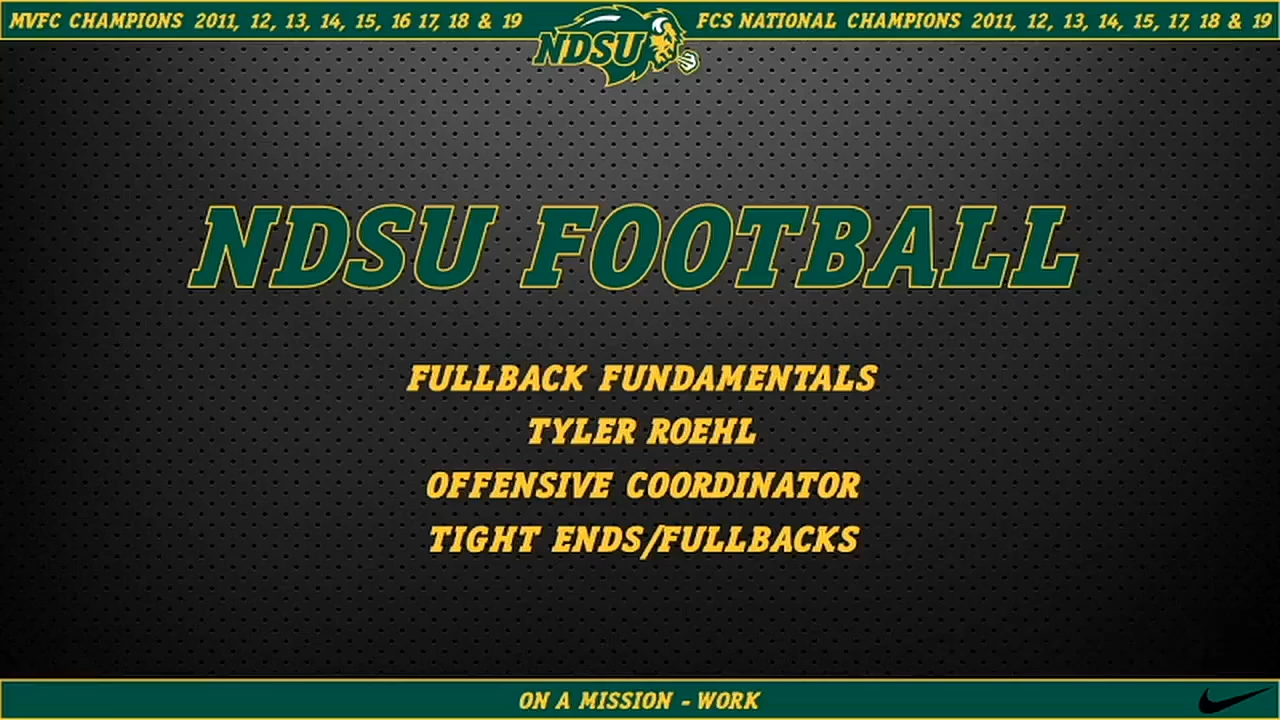 MVFC CHAMPIONS 2011, 12, 13, 14, 15, 16 17, 18 & 19
NDSU
FCS NATIONAL CHAMPIONS 2011, 12, 13, 14, 15, 17, 18 & 19
NDSU FOOTBALL
FULLBACK FUNDAMENTALS
TYLER ROEHL
OFFENSIVE COORDINATOR
TIGHT ENDS/FULLBACKS
ON A MISSION - WORK